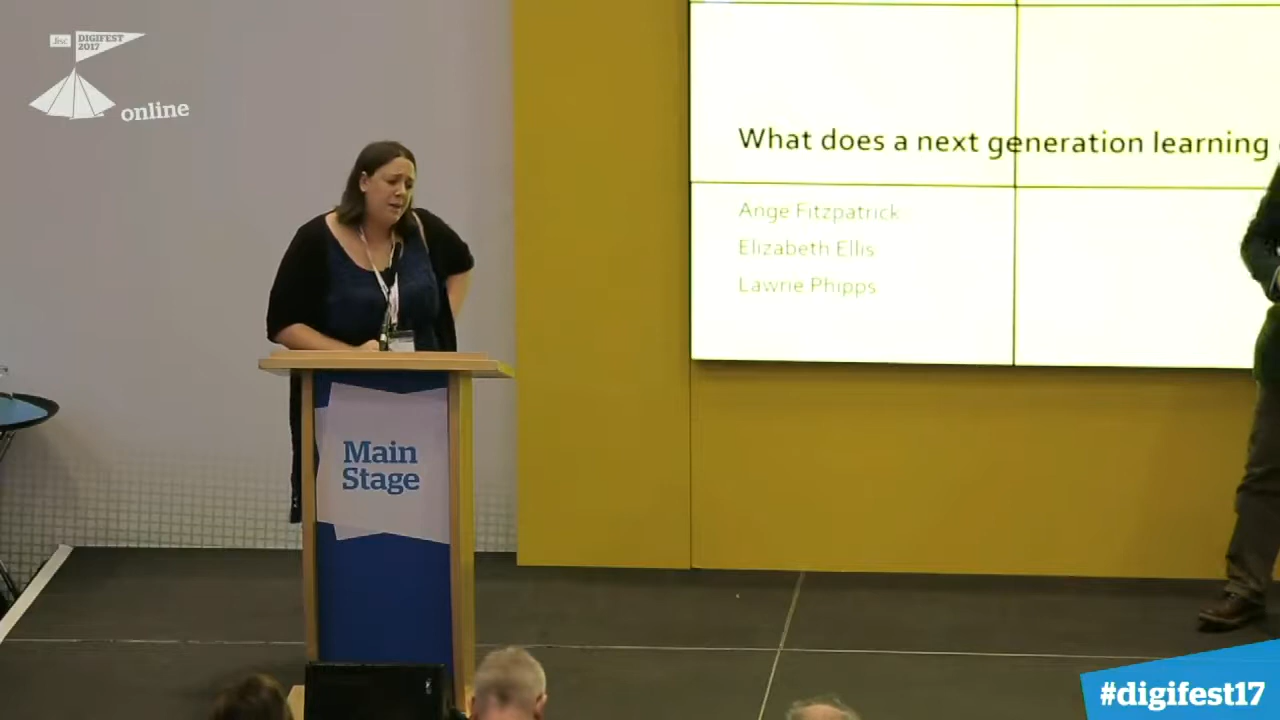 Jisc
DIGIFEST
2017
online
What does a next generation learning
Ange Fitzpatrick
Elizabeth Ellis
Lawrie Phipps
Main
Stage
#digifest17